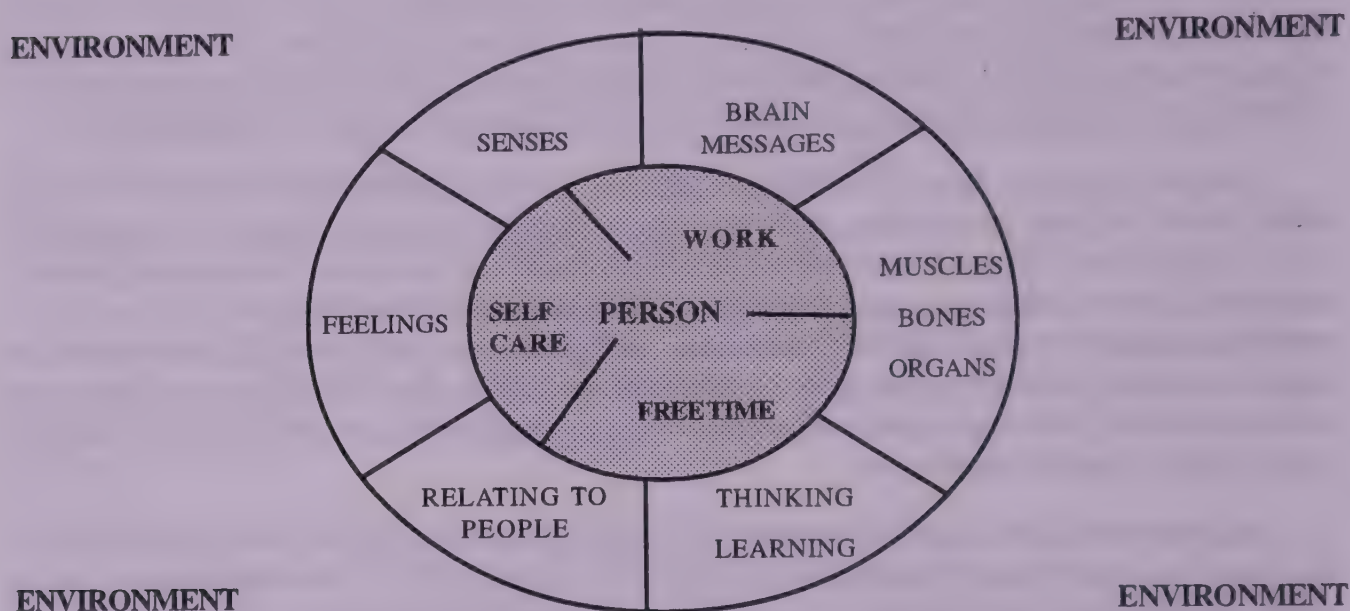 ENVIRONMENT
ENVIRONMENT
SENSES
BRAIN
MESSAGES
WORK
MUSCLES
BONES
ORGANS
FEELINGS
SELF
CARE
PERSON
FREETIME
RELATING TO
PEOPLE
THINKING
LEARNING
ENVIRONMENT
ENVIRONMENT